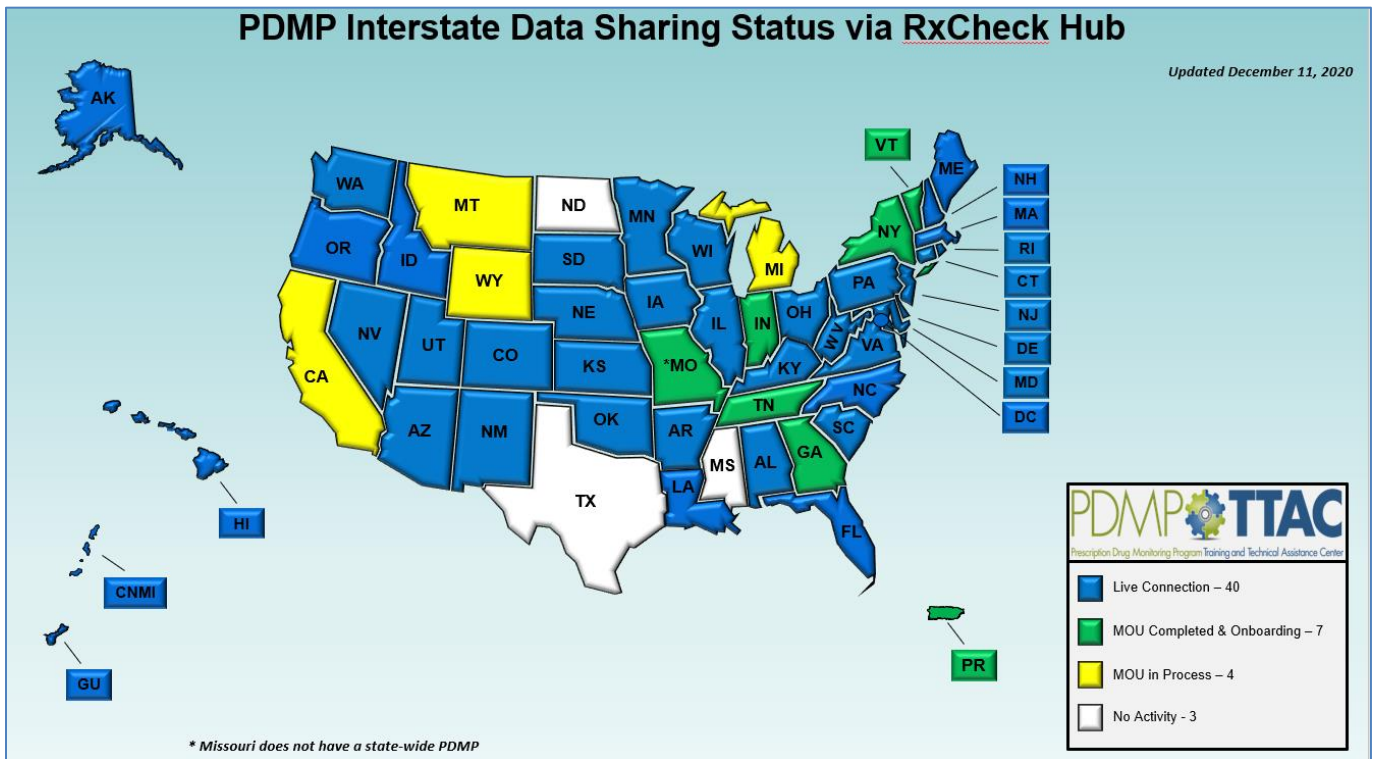 PDMP Interstate Data Sharing Status via RxCheck Hub
Updated December 11, 2020
AK
WA
MT
ND
MN
VT
ME
NH
MA
RI
CT
NJ
DE
MD
DC
OR
ID
WY
SD
WI
MI
NY
PA
NV
UT
CO
NE
IA
IL
IN
OH
WV
VA
CA
KS
*MO
KY
NC
AZ
NM
OK
AR
TN
SC
TX
LA
MS
AL
GA
FL
HI
CNMI
GU
PR
PDMP TTAC
Prescription Drug Monitoring Program Training and Technical Assistance Center
Live Connection – 40
MOU Completed & Onboarding – 7
MOU in Process – 4
No Activity - 3
* Missouri does not have a state-wide PDMP